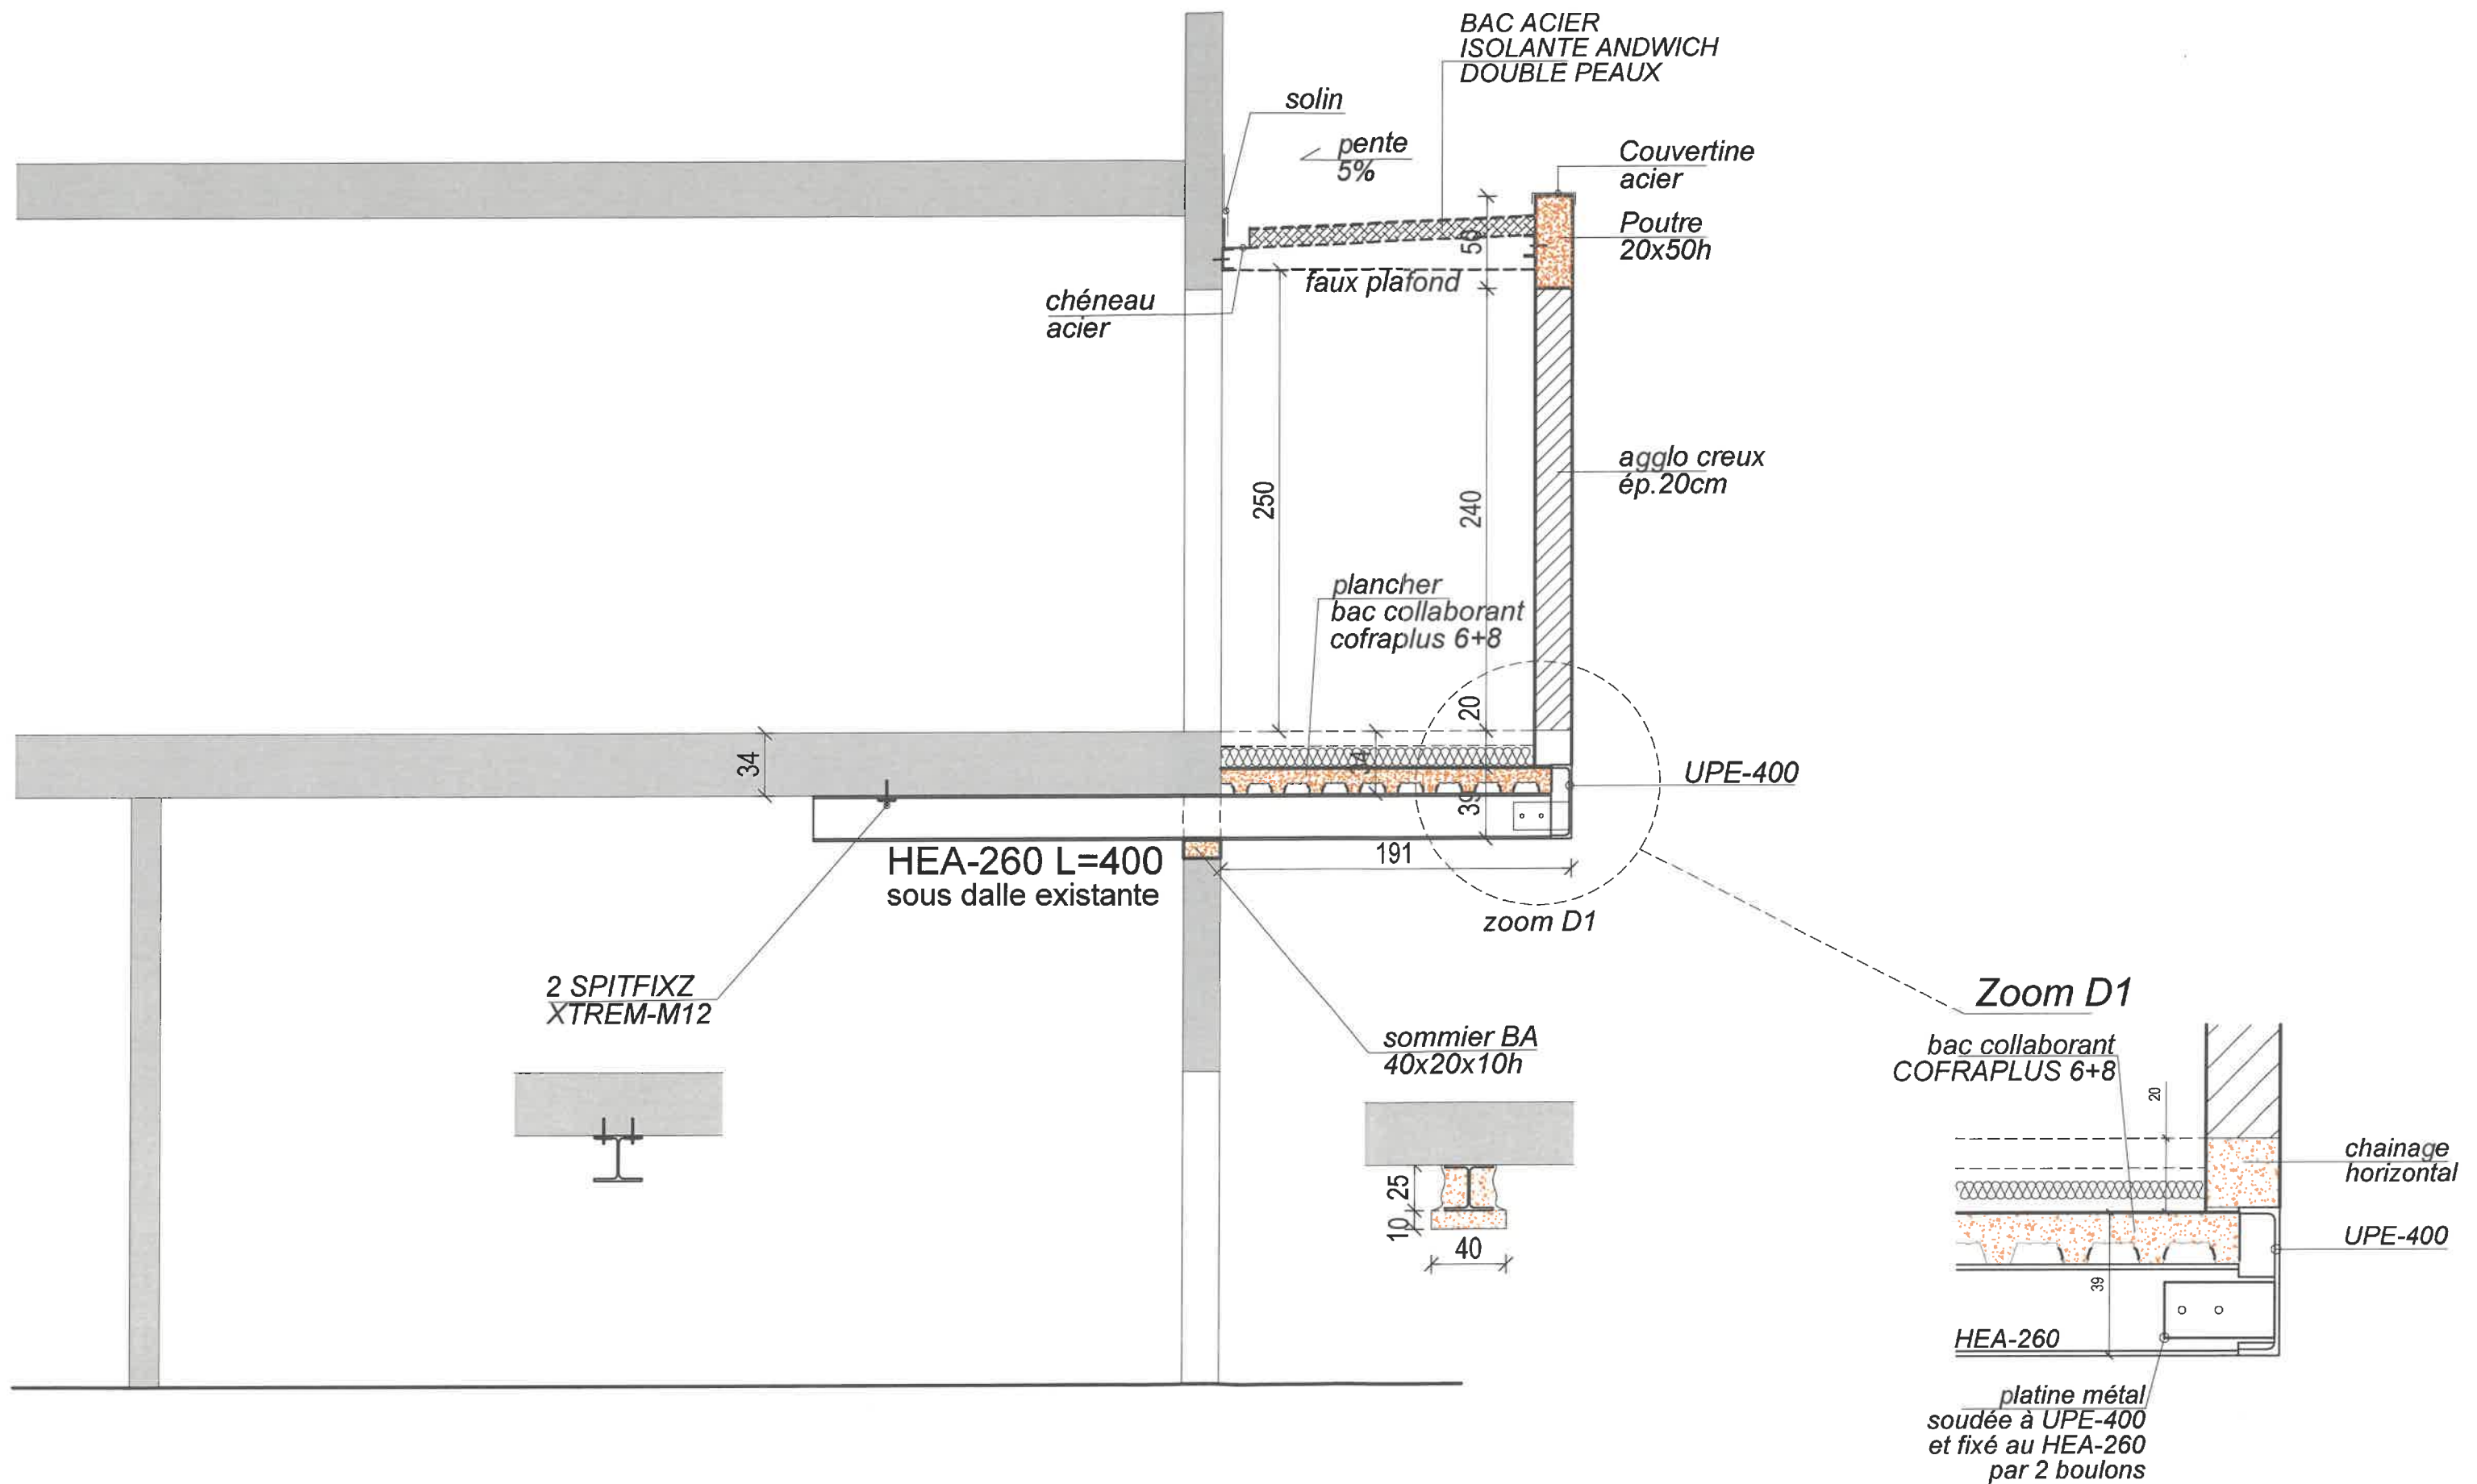 BAC ACIER
ISOLANTE ANDWICH
DOUBLE PEAUX
solin
pente
5%
Couvertine
acier
Poutre
20x50h
50
faux plafond
chéneau
acier
250
240
agglo creux
ép.20cm
plancher
bac collaborant
cofraplus 6+8
20
34
34
39
UPE-400
191
HEA-260 L=400
sous dalle existante
zoom D1
2 SPITFIXZ
XTREM-M12
sommier BA
40x20x10h
25
10
40
Zoom D1
bac collaborant
COFRAPLUS 6+8
20
chainage
horizontal
UPE-400
39
HEA-260
platine métal
soudée à UPE-400
et fixé au HEA-260
par 2 boulons